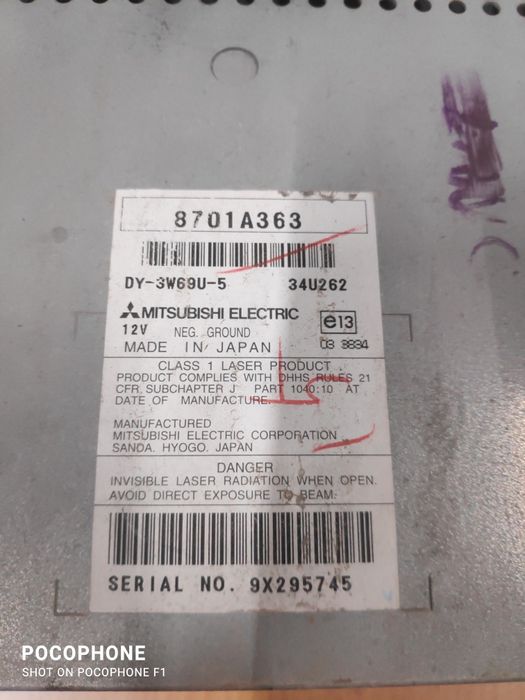 8701A363
DY-3W69U-5 34U262
MITSUBISHI ELECTRIC
12V NEG. GROUND e13
MADE IN JAPAN 03 3884
CLASS 1 LASER PRODUCT
PRODUCT COMPLIES WITH DHHS RULES 21
CFR, SUBCHAPTER J PART 1040:10 AT
DATE OF MANUFACTURE.
MANUFACTURED
MITSUBISHI ELECTRIC CORPORATION
SANDA. HYOGO. JAPAN
DANGER
INVISIBLE LASER RADIATION WHEN OPEN.
AVOID DIRECT EXPOSURE TO BEAM.
SERIAL NO. 9X295745
POCOPHONE
SHOT ON POCOPHONE F1